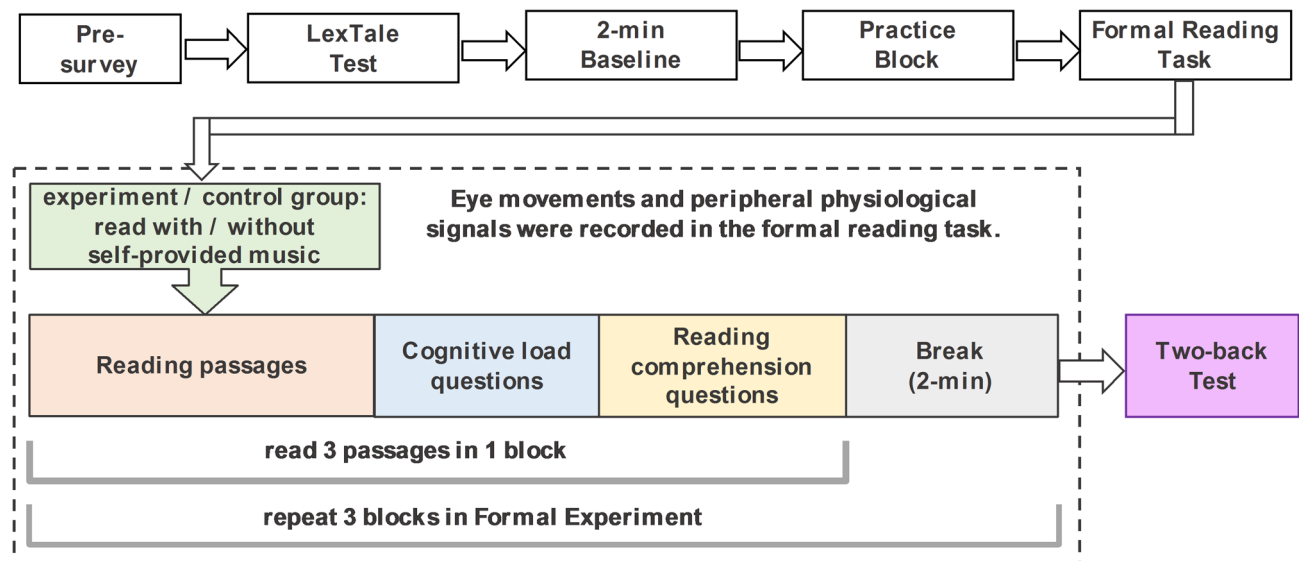 Pre-
survey
LexTale
Test
2-min
Baseline
Practice
Block
Formal Reading
Task
experiment / control group:
read with / without
self-provided music
Eye movements and peripheral physiological
signals were recorded in the formal reading task.
Reading passages
Cognitive load
questions
Reading
comprehension
questions
Break
(2-min)
Two-back
Test
read 3 passages in 1 block
repeat 3 blocks in Formal Experiment